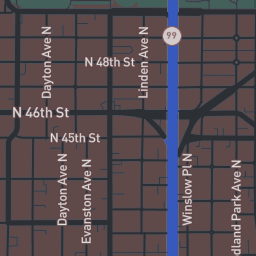 Dayton Ave N
Linden Ave N
99
N 48th St
N 46th St
N 45th St
Dayton Ave N
Evanston Ave N
Winslow Pl N
dland Park Ave N